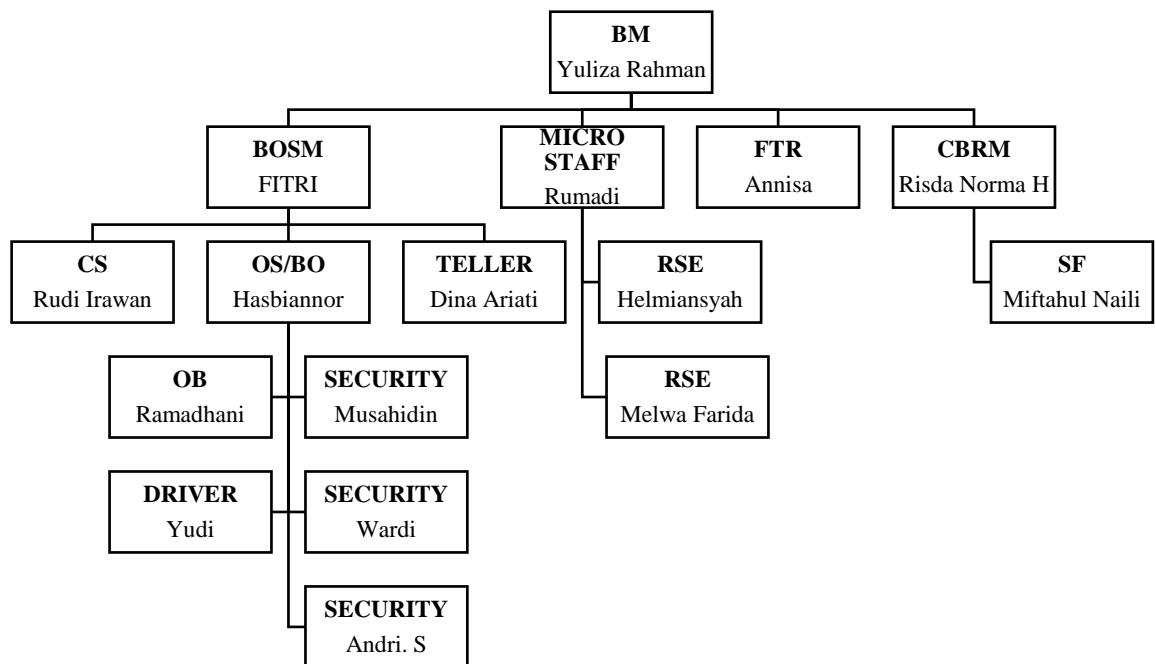 BM
Yuliza Rahman
BOSM
FITRI
MICRO
STAFF
Rumadi
FTR
Annisa
CBRM
Risda Norma H
CS
Rudi Irawan
OS/BO
Hasbiannor
TELLER
Dina Ariati
RSE
Helmiansyah
SF
Miftahul Naili
OB
Ramadhani
SECURITY
Musahidin
RSE
Melwa Farida
DRIVER
Yudi
SECURITY
Wardi
SECURITY
Andri. S